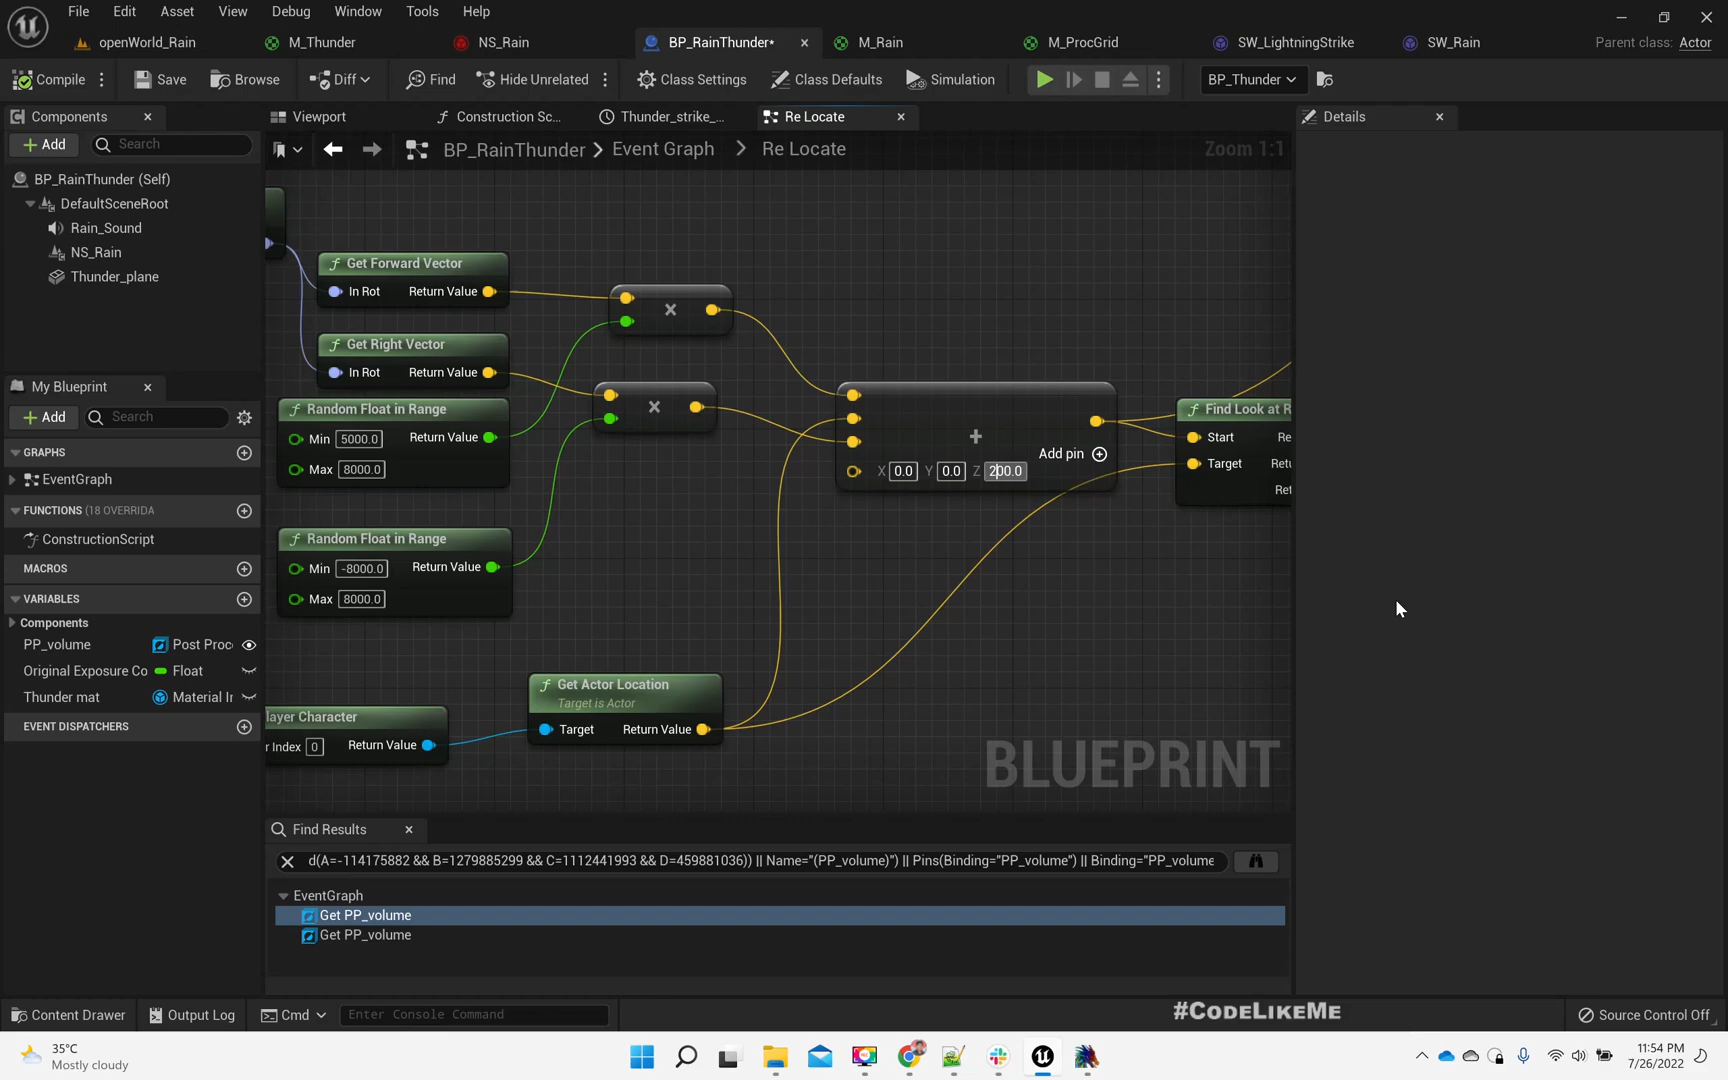 File Edit Asset View Debug Window Tools Help
openWorld_Rain M_Thunder NS_Rain BP_RainThunder* M_Rain M_ProcGrid SW_LightningStrike SW_Rain Parent class: Actor
Compile Save Browse Diff Find Hide Unrelated Class Settings Class Defaults Simulation BP_Thunder
Components Viewport Construction Sc... Thunder_strike_... Re Locate Details
Add Search BP_RainThunder > Event Graph > Re Locate Zoom 1:1
BP_RainThunder (Self)
DefaultSceneRoot
Rain_Sound
NS_Rain
Thunder_plane
My Blueprint
Add Search
GRAPHS
EventGraph
FUNCTIONS (18 OVERRIDA
ConstructionScript
MACROS
VARIABLES
Components
PP_volume Post Proc
Original Exposure Co Float
Thunder mat Material Ir
EVENT DISPATCHERS
Get Forward Vector
In Rot Return Value
Get Right Vector
In Rot Return Value
Random Float in Range
Min 5000.0 Return Value
Max 8000.0
Random Float in Range
Min -8000.0 Return Value
Max 8000.0
Add pin
X 0.0 Y 0.0 Z 200.0
Find Look at R
Start Re
Target Retu
Ret
Get Actor Location
Target is Actor
Target Return Value
layer Character
r Index 0 Return Value
BLUEPRINT
Find Results
d(A=-114175882 && B=1279885299 && C=1112441993 && D=459881036)) || Name="(PP_volume)") || Pins(Binding="PP_volume") || Binding="PP_volume
EventGraph
Get PP_volume
Get PP_volume
Content Drawer Output Log Cmd Enter Console Command #CODELIKEME Source Control Off
35°C
Mostly cloudy
11:54 PM
7/26/2022